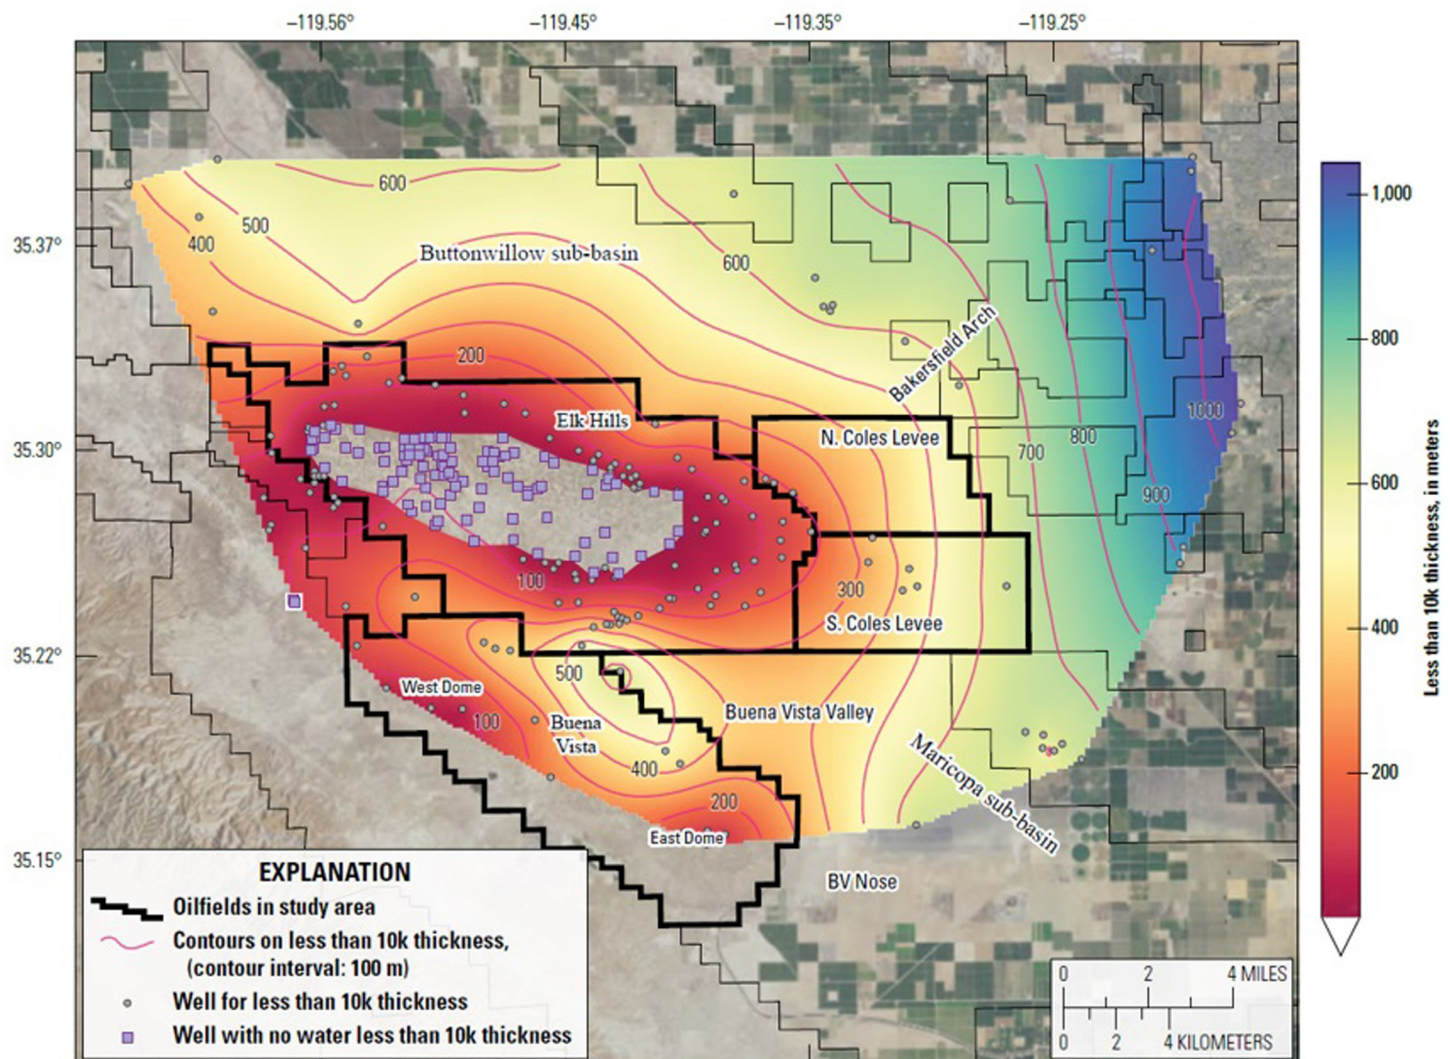 –119.56° –119.45° –119.35° –119.25°
35.37°
35.30°
35.22°
35.15°
600
500
400
Buttonwillow sub-basin
600
200
Bakersfield Arch
Elk Hills
N. Coles Levee
1000
700
800
900
100
300
S. Coles Levee
500
West Dome
100
Buena
Vista
Buena Vista Valley
400
200
Maricopa sub-basin
East Dome
BV Nose
EXPLANATION
Oilfields in study area
Contours on less than 10k thickness,
(contour interval: 100 m)
Well for less than 10k thickness
Well with no water less than 10k thickness
0 2 4 MILES
0 2 4 KILOMETERS
1,000
800
600
400
200
Less than 10k thickness, in meters